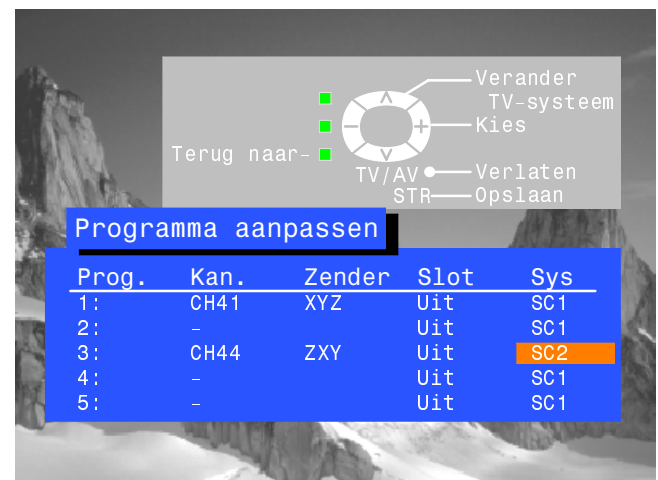 Verander
TV-systeem
Kies
Terug naar-
TV/AV
Verlaten
STR
Opslaan
Programma aanpassen
Prog. Kan. Zender Slot Sys
1: CH41 XYZ Uit SC1
2: - Uit SC1
3: CH44 ZXY Uit SC2
4: - Uit SC1
5: - Uit SC1